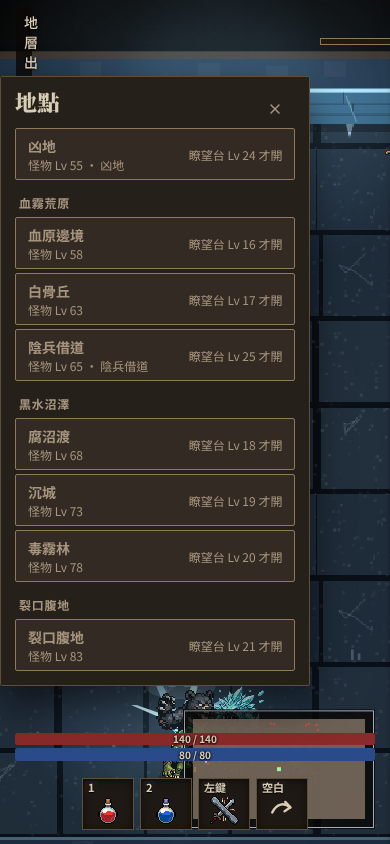 地
層
出
地點
×
凶地
怪物 Lv 55 · 凶地
瞭望台 Lv 24 才開
血霧荒原
血原邊境
怪物 Lv 58
瞭望台 Lv 16 才開
白骨丘
怪物 Lv 63
瞭望台 Lv 17 才開
陰兵借道
怪物 Lv 65 · 陰兵借道
瞭望台 Lv 25 才開
黑水沼澤
腐沼渡
怪物 Lv 68
瞭望台 Lv 18 才開
沉城
怪物 Lv 73
瞭望台 Lv 19 才開
毒霧林
怪物 Lv 78
瞭望台 Lv 20 才開
裂口腹地
裂口腹地
怪物 Lv 83
瞭望台 Lv 21 才開
140 / 140
80 / 80
1
2
左鍵
空白